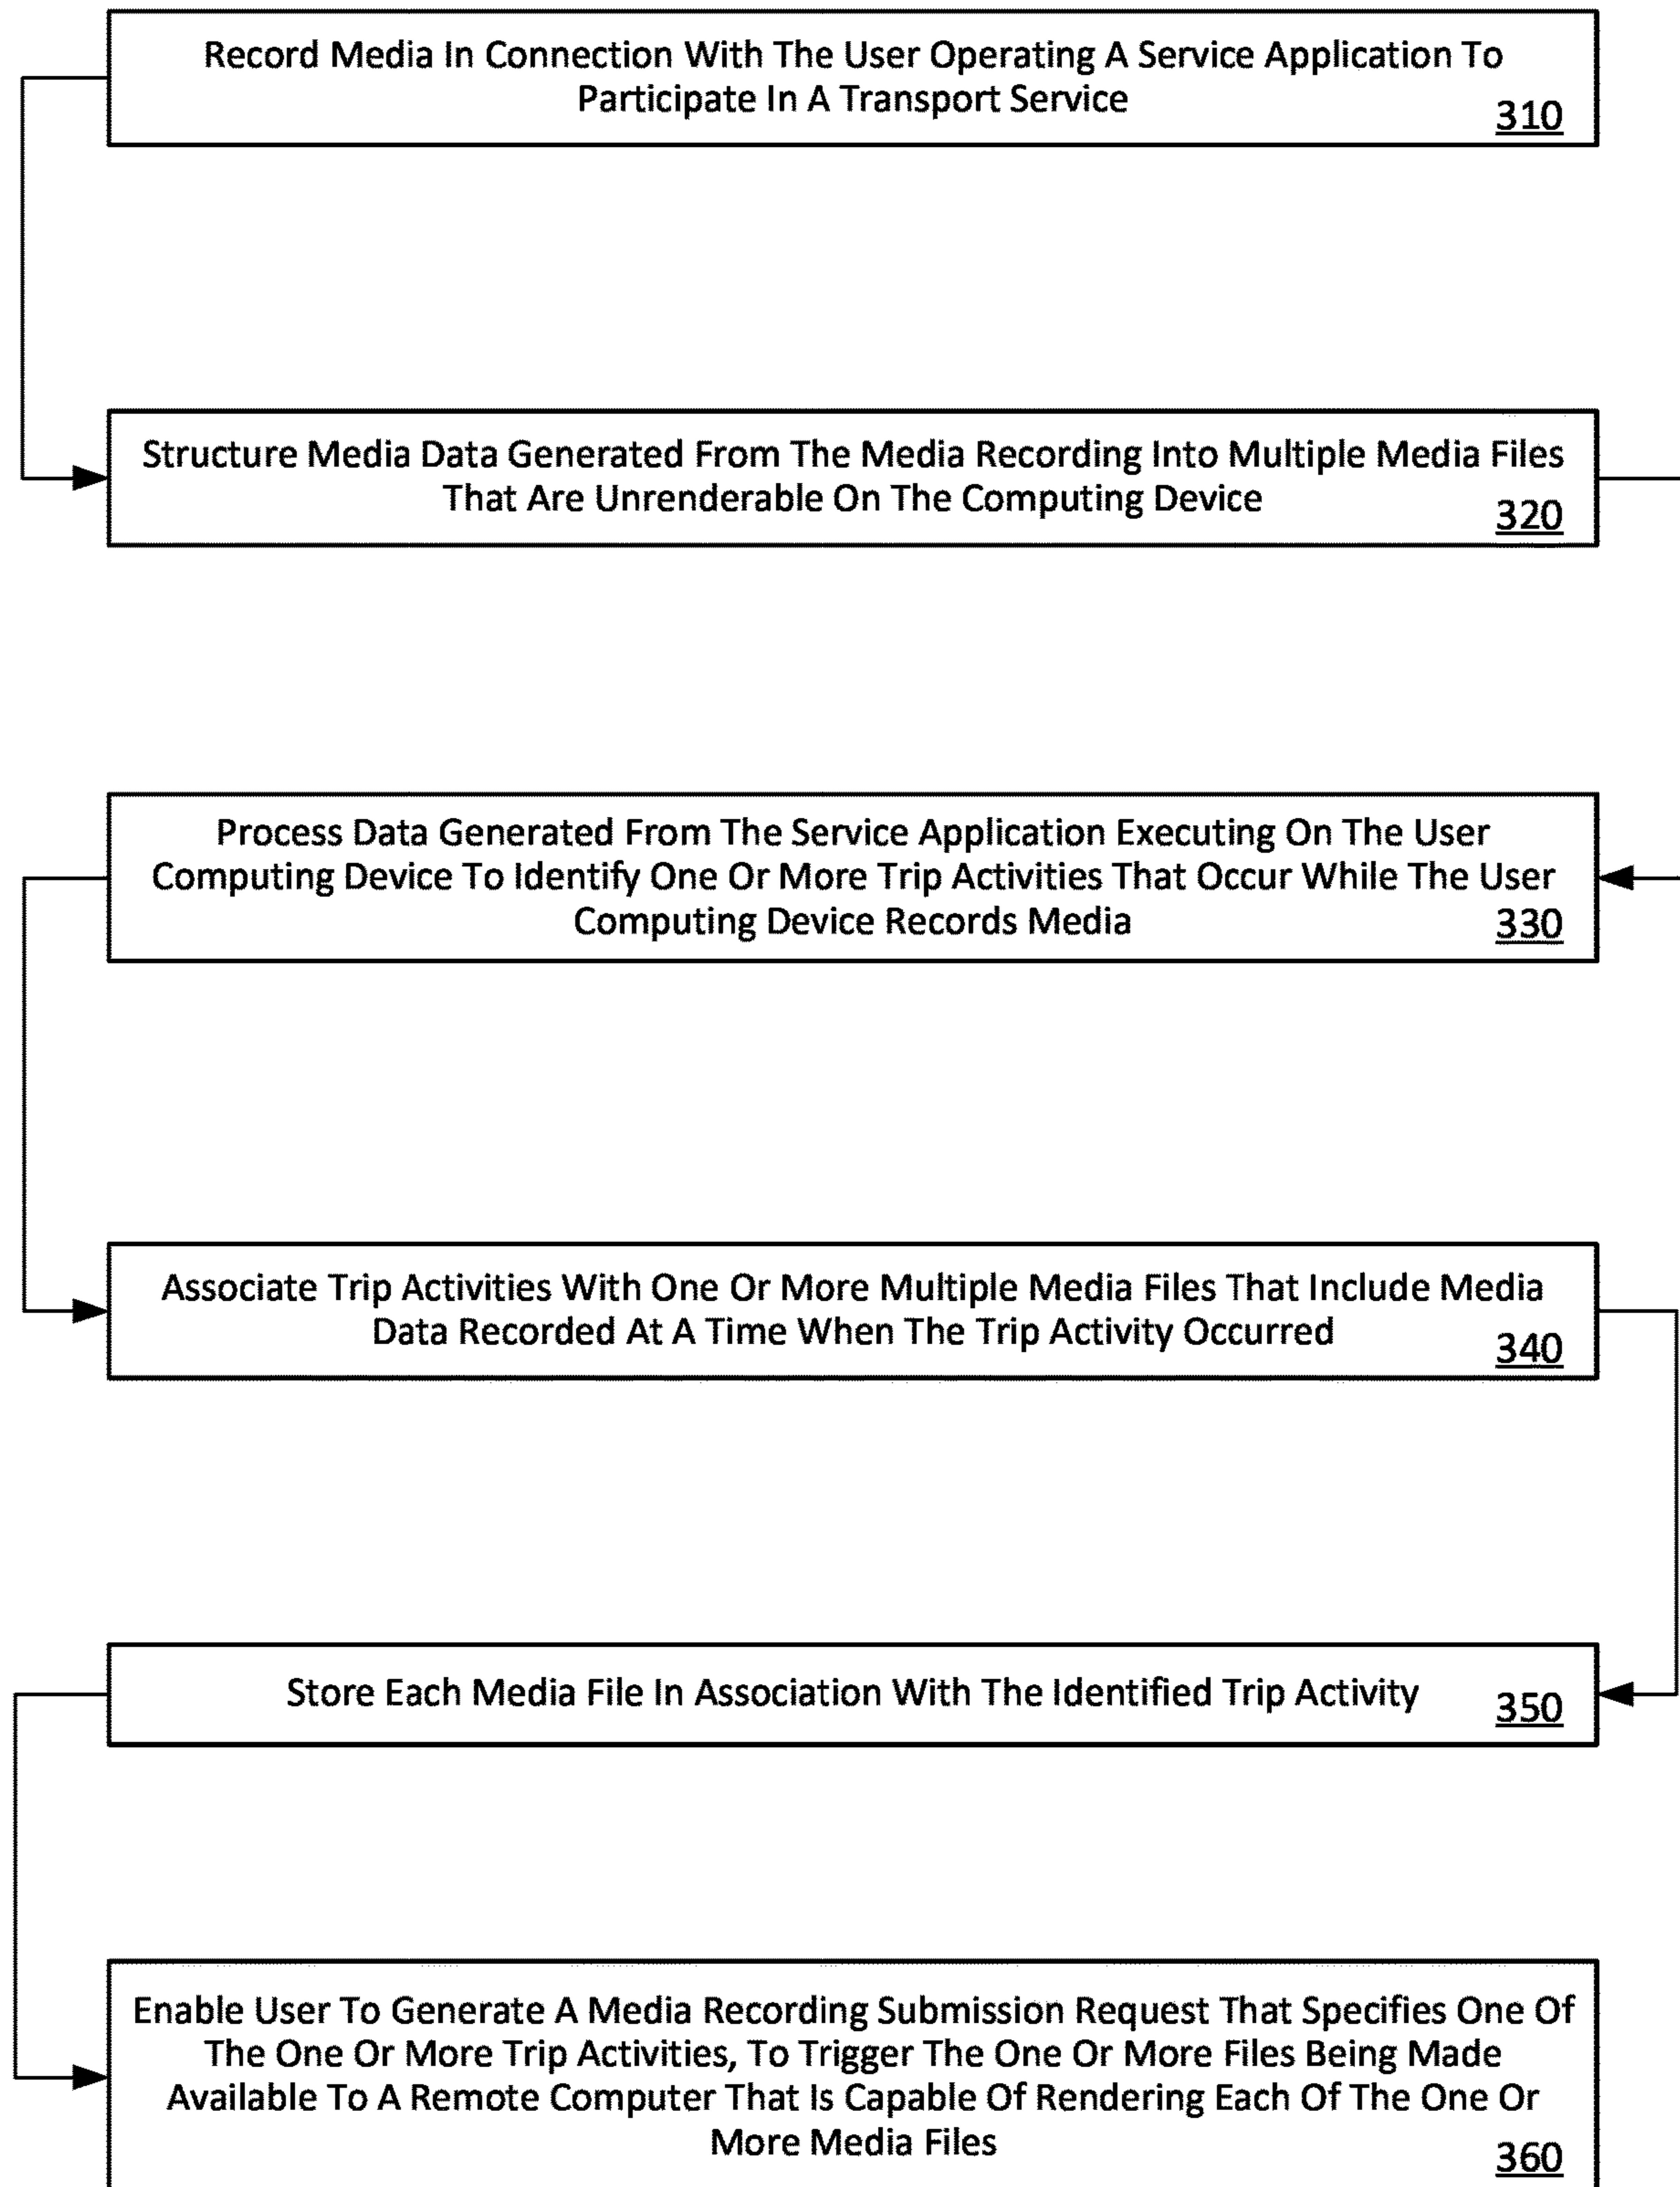 Record Media In Connection With The User Operating A Service Application To
Participate In A Transport Service
310
Structure Media Data Generated From The Media Recording Into Multiple Media Files
That Are Unrenderable On The Computing Device
320
Process Data Generated From The Service Application Executing On The User
Computing Device To Identify One Or More Trip Activities That Occur While The User
Computing Device Records Media
330
Associate Trip Activities With One Or More Multiple Media Files That Include Media
Data Recorded At A Time When The Trip Activity Occurred
340
Store Each Media File In Association With The Identified Trip Activity
350
Enable User To Generate A Media Recording Submission Request That Specifies One Of
The One Or More Trip Activities, To Trigger The One Or More Files Being Made
Available To A Remote Computer That Is Capable Of Rendering Each Of The One Or
More Media Files
360